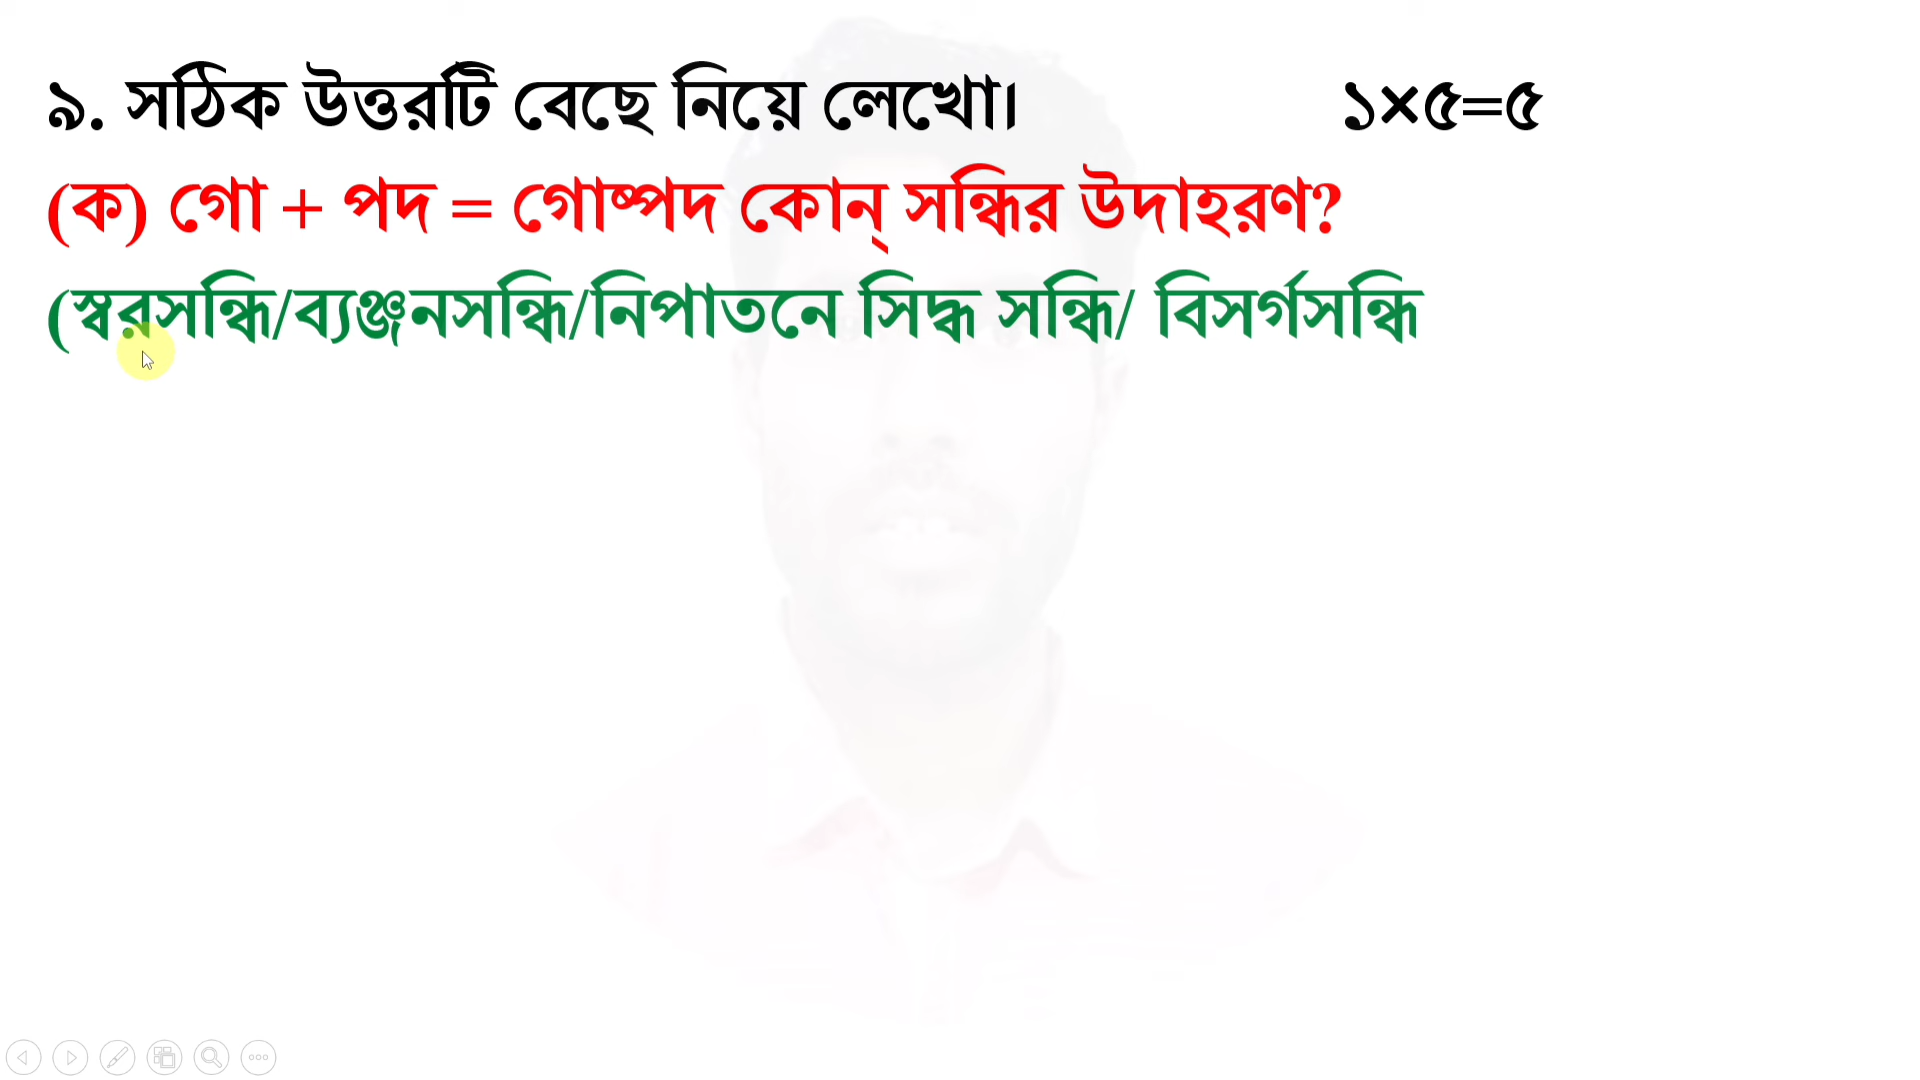 ৯. সঠিক উত্তরটি বেছে নিয়ে লেখো। ১×৫=৫
(ক) গো + পদ = গোষ্পদ কোন্ সন্ধির উদাহরণ?
(স্বরসন্ধি/ব্যঞ্জনসন্ধি/নিপাতনে সিদ্ধ সন্ধি/ বিসর্গসন্ধি